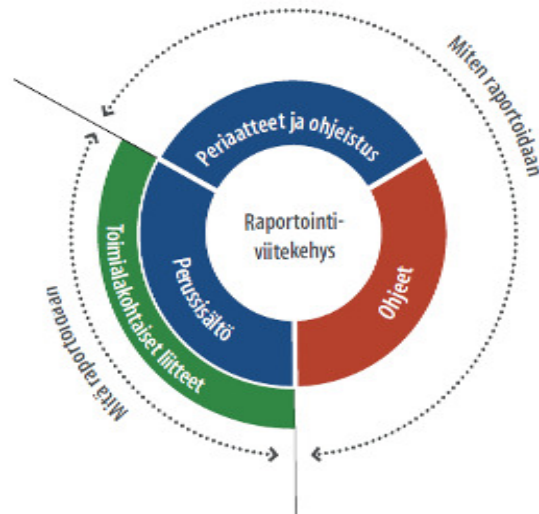 Miten raportoidaan
Periaatteet ja ohjeistus
Raportointi-
viitekehys
Ohjeet
Perussisältö
Toimialakohtaiset liitteet
Mitä raportoidaan